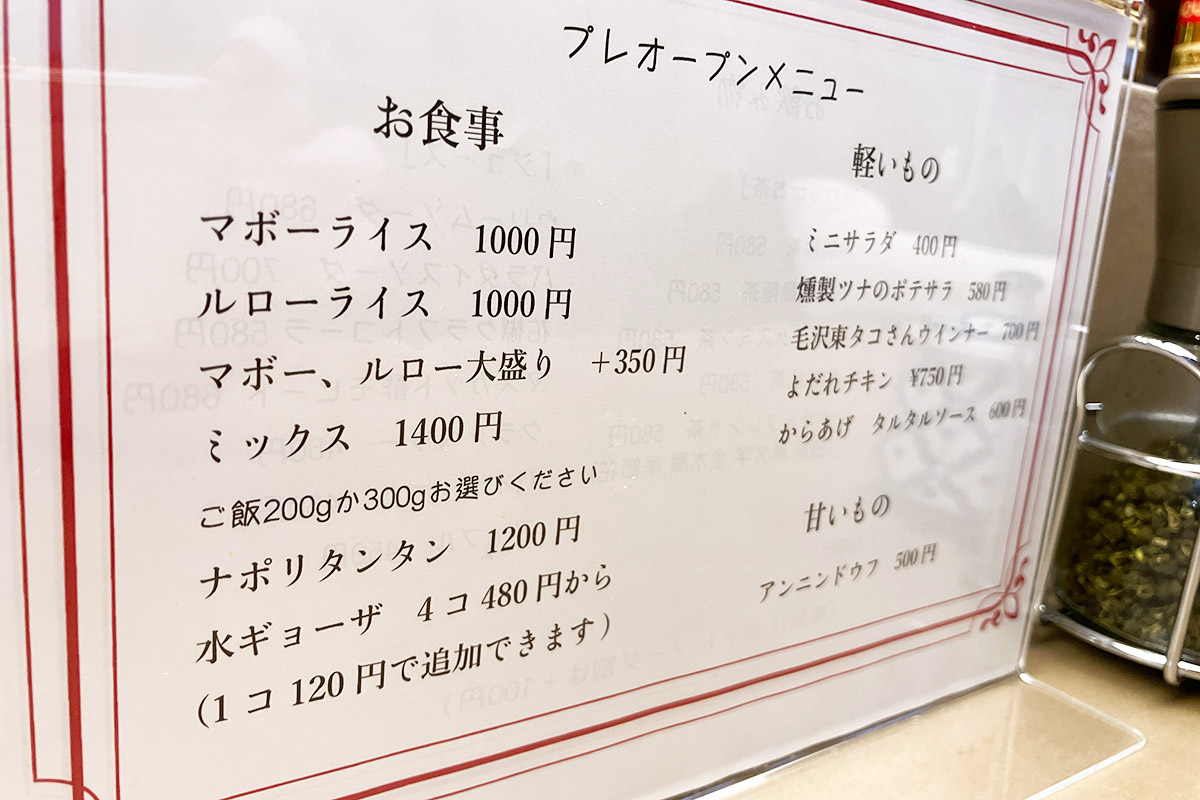 プレオープンメニュー
お食事
マボーライス 1000円
ルローライス 1000円
マボー、ルロー大盛り +350円
ミックス 1400円
ご飯200gか300gお選びください
ナポリタンタン 1200円
水ギョーザ 4コ480円から
(1コ 120円で追加できます)
軽いもの
ミニサラダ 400円
燻製ツナのポテサラ 580円
毛沢東タコさんウインナー 700円
よだれチキン ¥750円
からあげ タルタルソース 600円
甘いもの
アンニンドウフ 500円